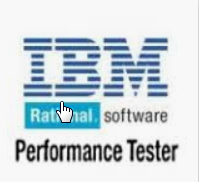 IBM
Rational. software
Performance Tester